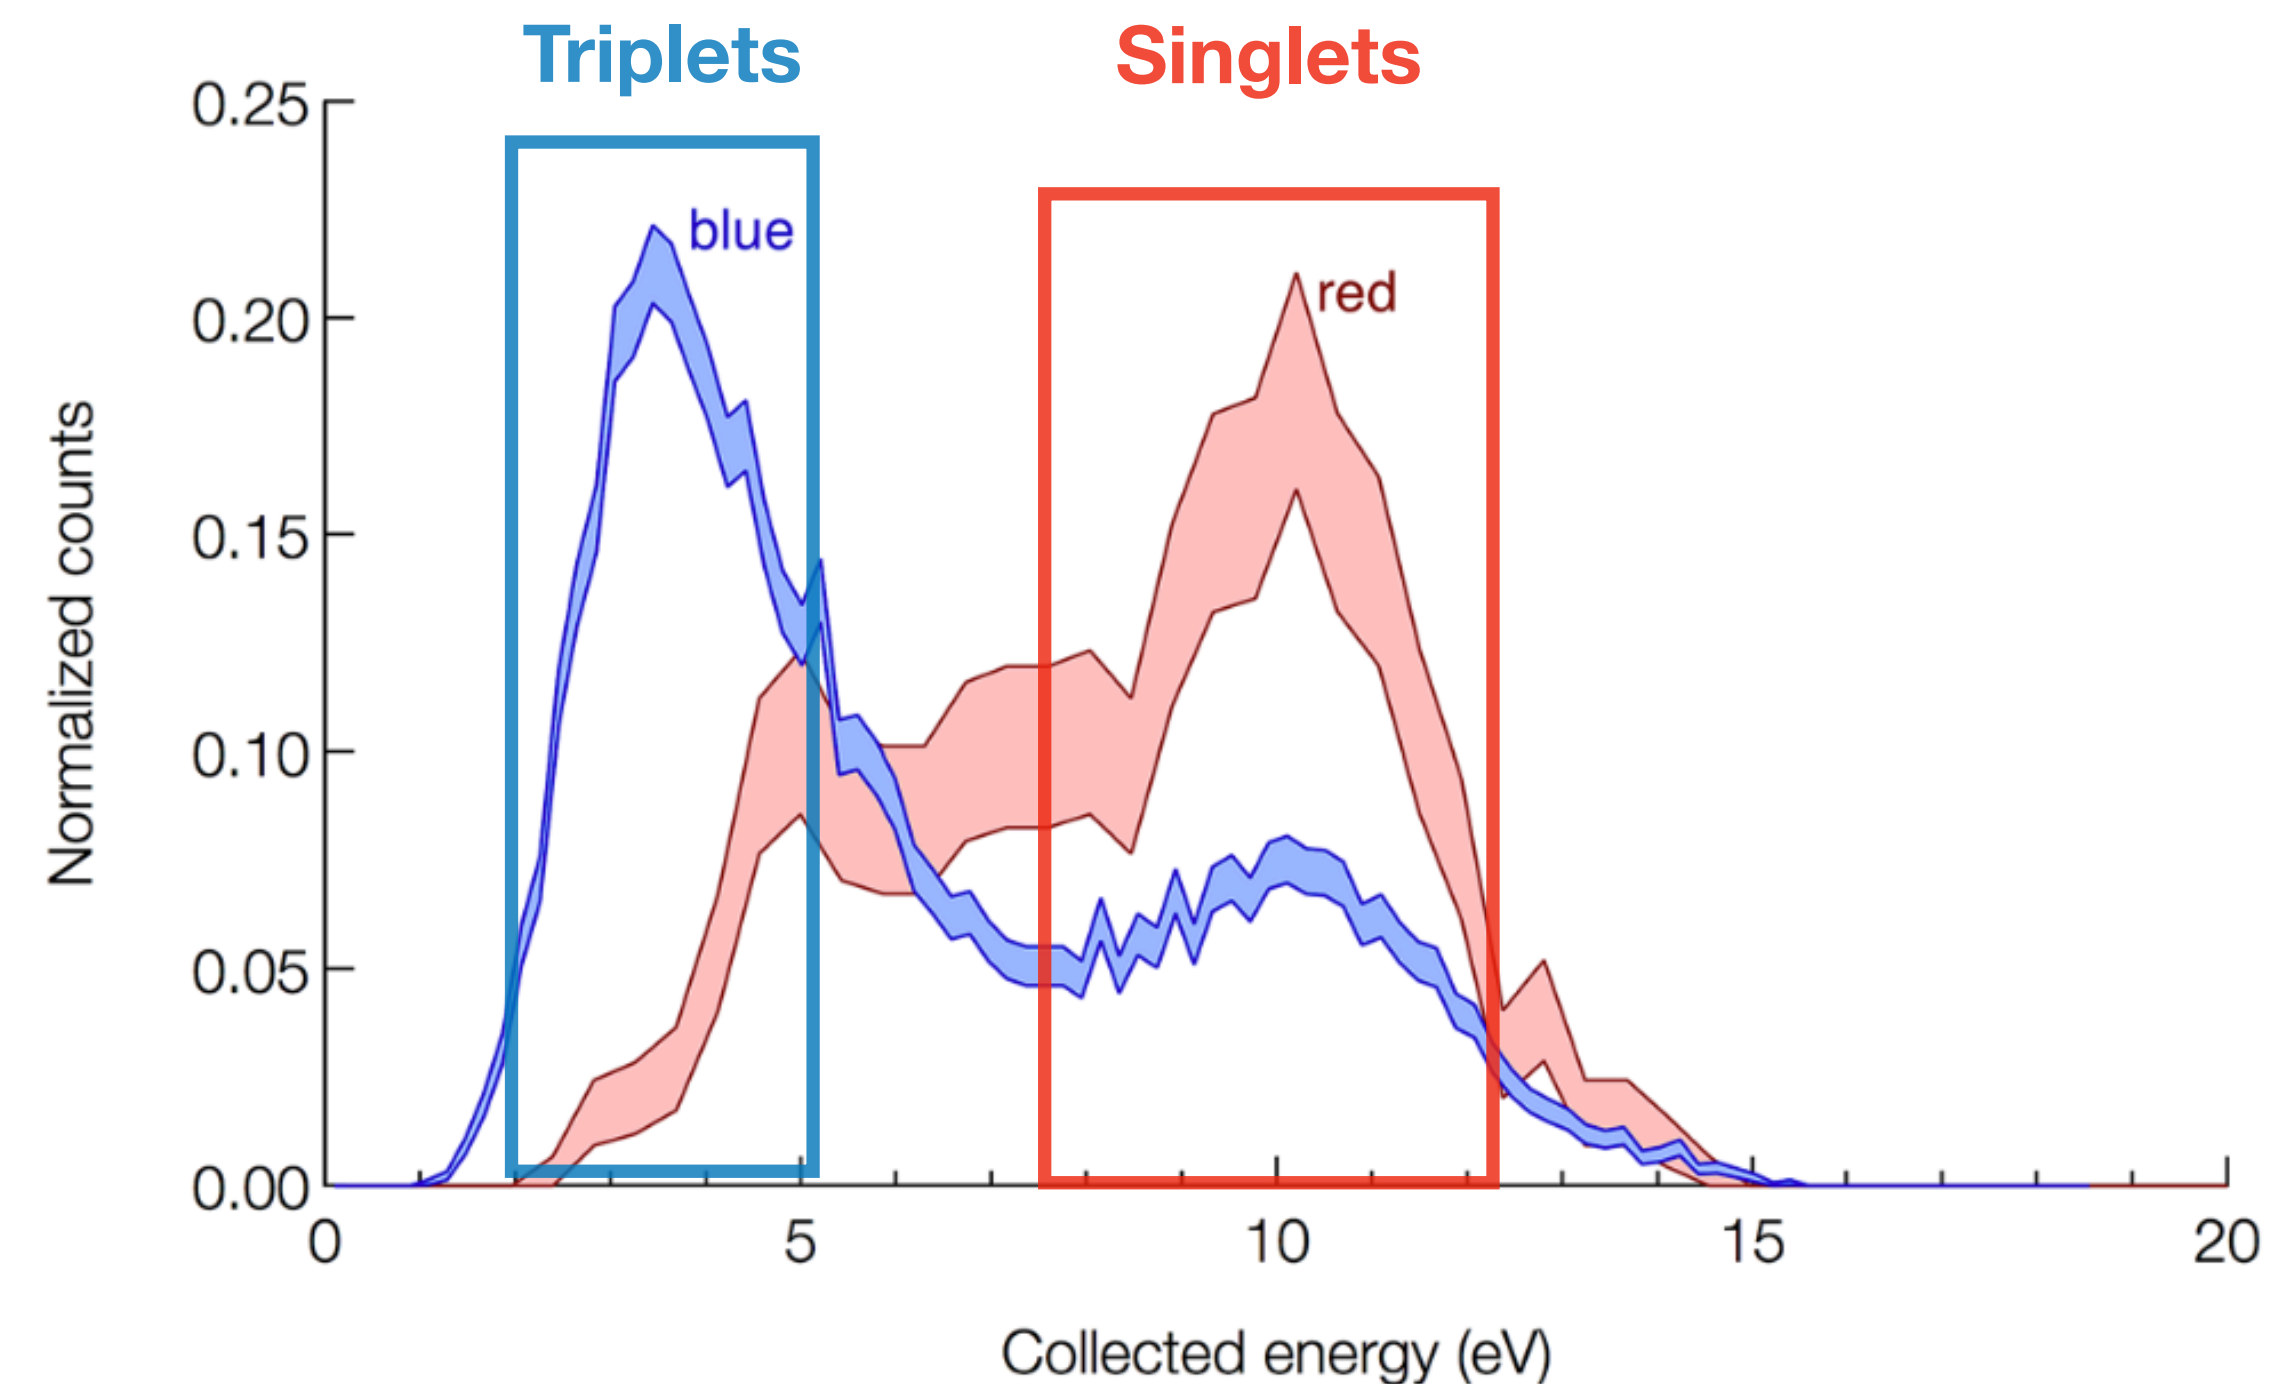 Triplets
Singlets
0.25
blue
red
0.20
0.15
0.10
0.05
0.00
Normalized counts
0
5
10
15
20
Collected energy (eV)